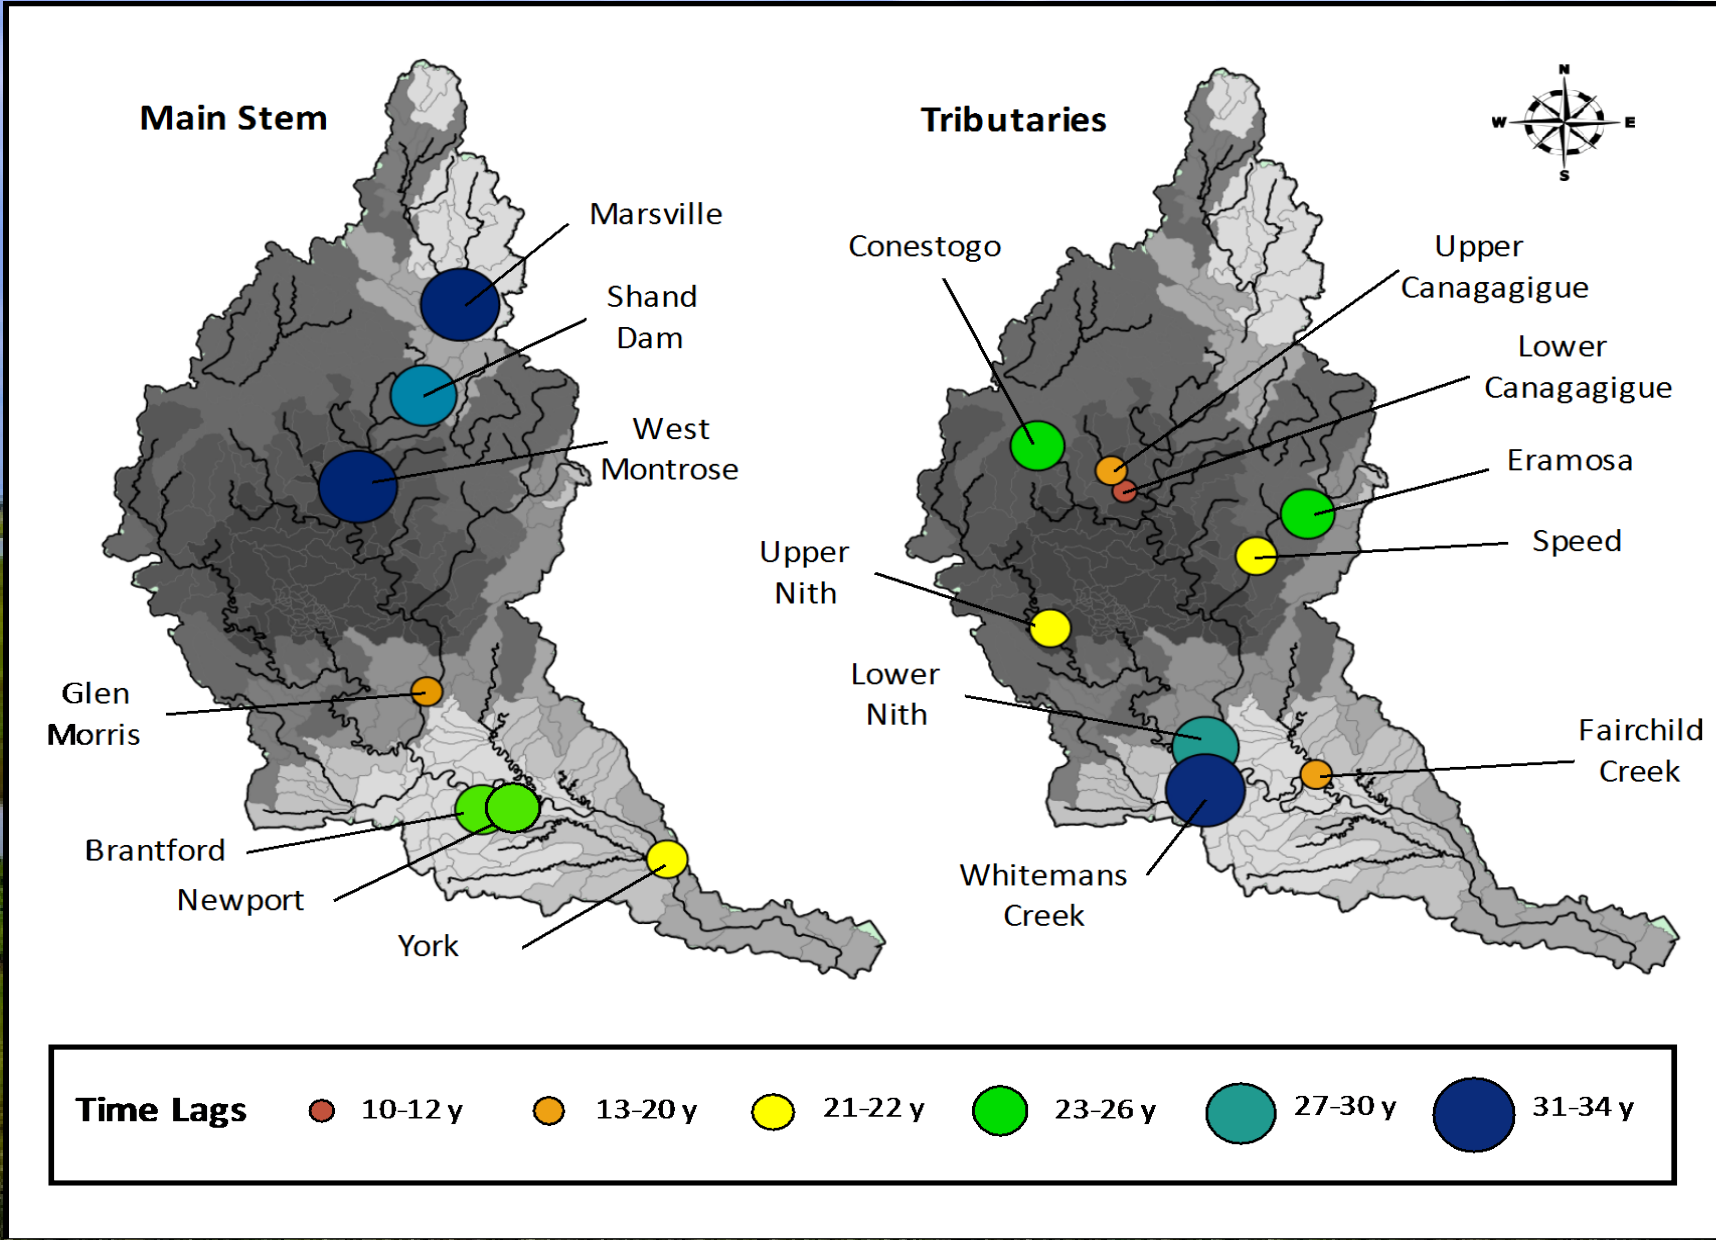 Main Stem
Tributaries
N
W
E
S
Marsville
Shand
Dam
West
Montrose
Glen
Morris
Brantford
Newport
York
Conestogo
Upper
Canagagigue
Lower
Canagagigue
Eramosa
Speed
Upper
Nith
Lower
Nith
Fairchild
Creek
Whitemans
Creek
Time Lags
10-12 y
13-20 y
21-22 y
23-26 y
27-30 y
31-34 y